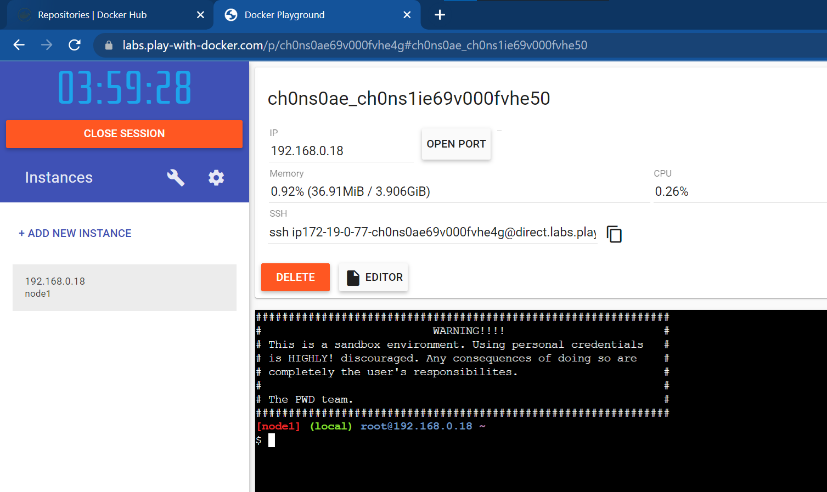 Repositories | Docker Hub
Docker Playground
labs.play-with-docker.com/p/ch0ns0ae69v000fvhe4g#ch0ns0ae_ch0ns1ie69v000fvhe50
03:59:28
CLOSE SESSION
Instances
+ ADD NEW INSTANCE
192.168.0.18
node1
ch0ns0ae_ch0ns1ie69v000fvhe50
IP
192.168.0.18
OPEN PORT
Memory
0.92% (36.91MiB / 3.906GiB)
CPU
0.26%
SSH
ssh ip172-19-0-77-ch0ns0ae69v000fvhe4g@direct.labs.play
DELETE
EDITOR
###############################################################
# WARNING!!!! #
# This is a sandbox environment. Using personal credentials #
# is HIGHLY! discouraged. Any consequences of doing so are #
# completely the user's responsibilites. #
# #
# The PWD team. #
###############################################################
[node1] (local) root@192.168.0.18 ~
$